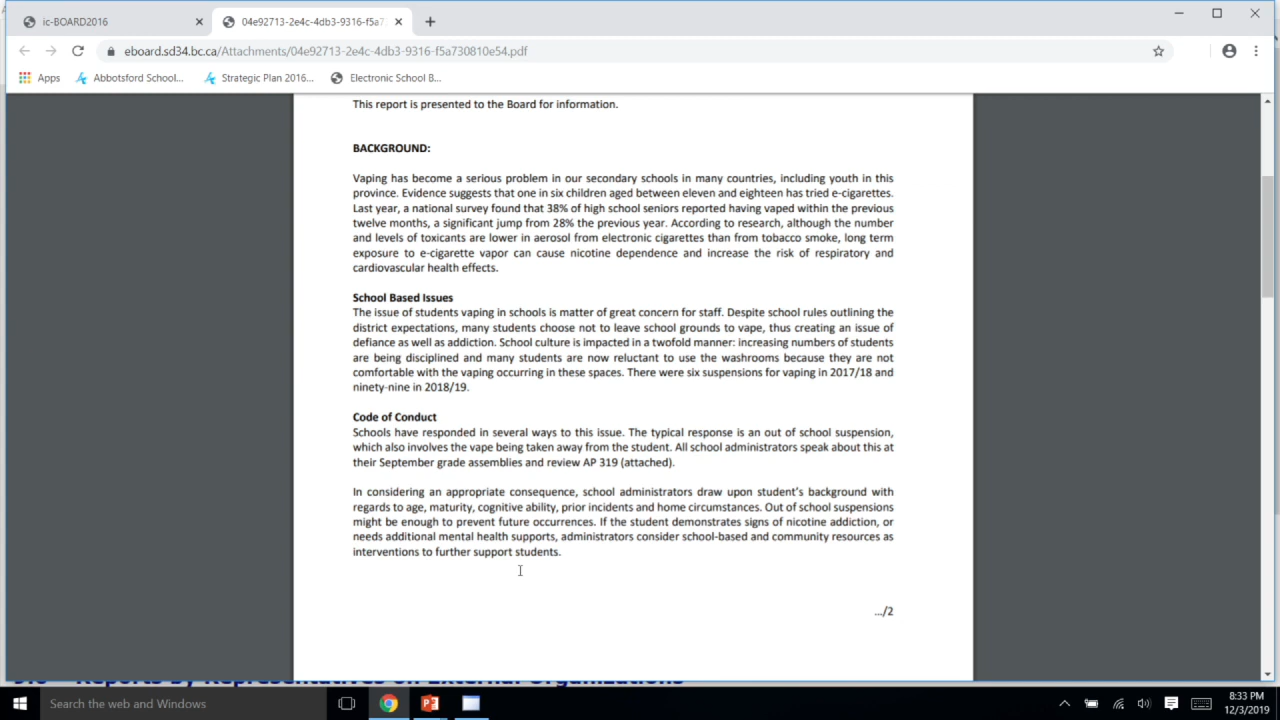 ic-BOARD2016
04e92713-2e4c-4db3-9316-f5a7
eboard.sd34.bc.ca/Attachments/04e92713-2e4c-4db3-9316-f5a730810e54.pdf
Apps Abbotsford School... Strategic Plan 2016... Electronic School B...
This report is presented to the Board for information.
BACKGROUND:
Vaping has become a serious problem in our secondary schools in many countries, including youth in this
province. Evidence suggests that one in six children aged between eleven and eighteen has tried e-cigarettes.
Last year, a national survey found that 38% of high school seniors reported having vaped within the previous
twelve months, a significant jump from 28% the previous year. According to research, although the number
and levels of toxicants are lower in aerosol from electronic cigarettes than from tobacco smoke, long term
exposure to e-cigarette vapor can cause nicotine dependence and increase the risk of respiratory and
cardiovascular health effects.
School Based Issues
The issue of students vaping in schools is matter of great concern for staff. Despite school rules outlining the
district expectations, many students choose not to leave school grounds to vape, thus creating an issue of
defiance as well as addiction. School culture is impacted in a twofold manner: increasing numbers of students
are being disciplined and many students are now reluctant to use the washrooms because they are not
comfortable with the vaping occurring in these spaces. There were six suspensions for vaping in 2017/18 and
ninety-nine in 2018/19.
Code of Conduct
Schools have responded in several ways to this issue. The typical response is an out of school suspension,
which also involves the vape being taken away from the student. All school administrators speak about this at
their September grade assemblies and review AP 319 (attached).
In considering an appropriate consequence, school administrators draw upon student's background with
regards to age, maturity, cognitive ability, prior incidents and home circumstances. Out of school suspensions
might be enough to prevent future occurrences. If the student demonstrates signs of nicotine addiction, or
needs additional mental health supports, administrators consider school-based and community resources as
interventions to further support students.
.../2
Reports by Representatives on External Organizations
Search the web and Windows
8:33 PM
12/3/2019